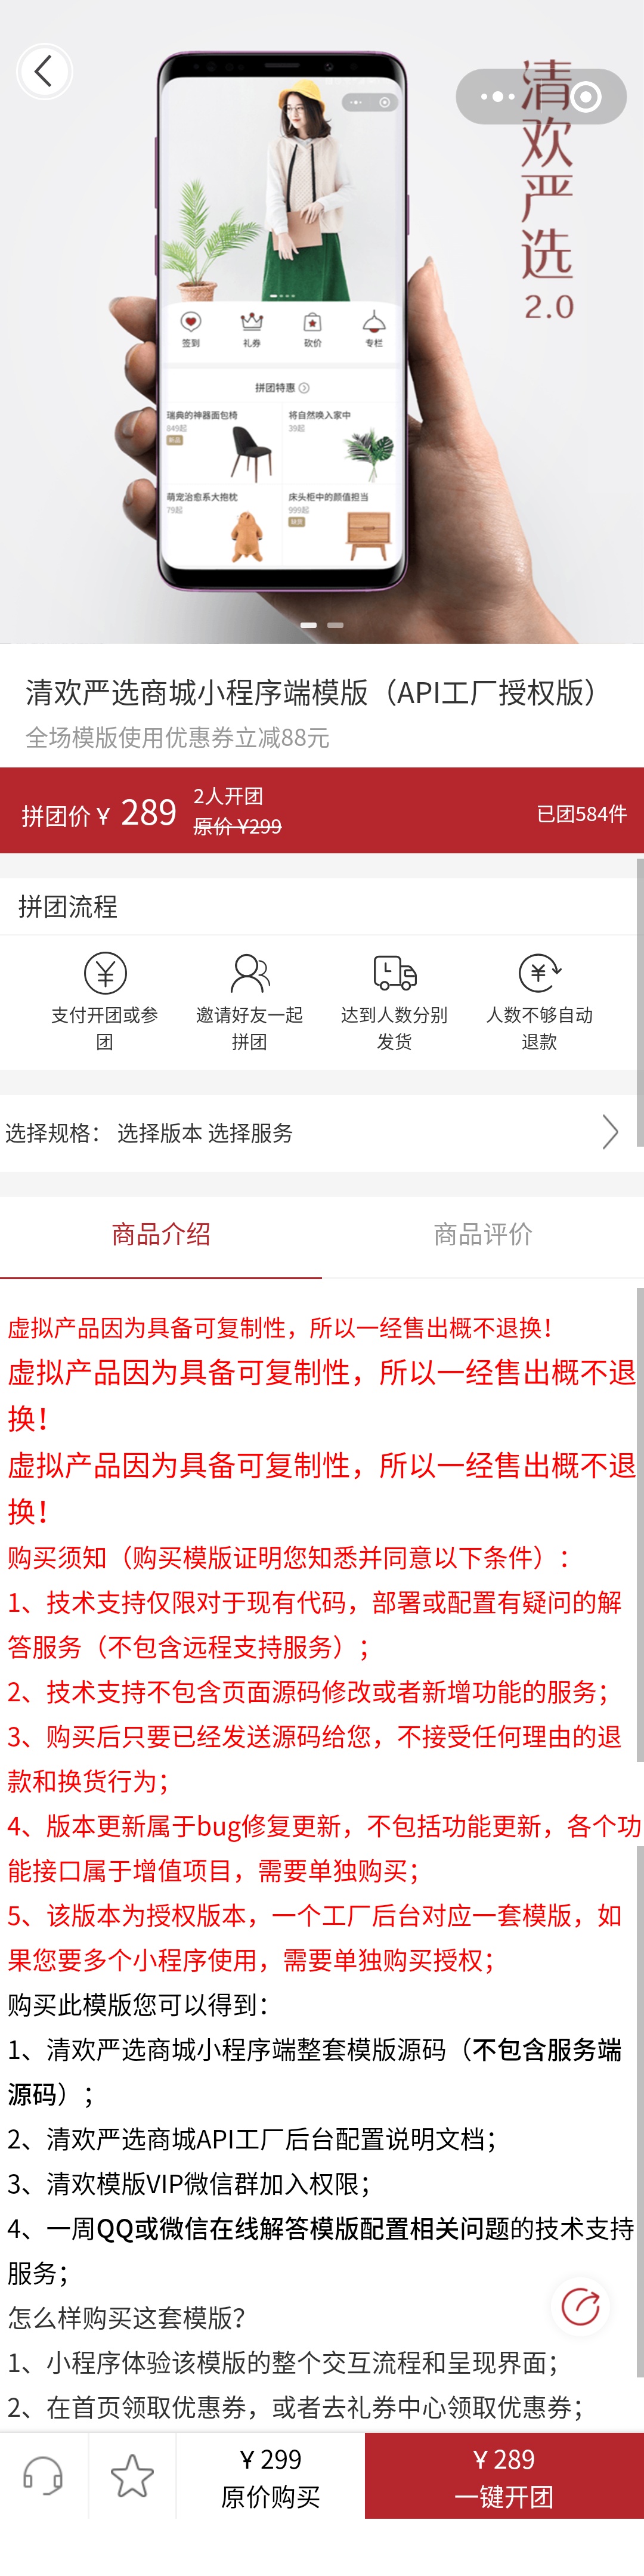 清欢严选
2.0
签到 礼券 砍价 专栏
拼团特惠
瑞典的神器面包椅
849起
新品
将自然唤入家中
39起
萌宠治愈系大抱枕
79起
床头柜中的颜值担当
999起
缺货
清欢严选商城小程序端模版（API工厂授权版）
全场模版使用优惠券立减88元
拼团价￥289
2人开团
原价 ¥299
已团584件
拼团流程
支付开团或参
团
邀请好友一起
拼团
达到人数分别
发货
人数不够自动
退款
选择规格： 选择版本 选择服务
商品介绍 商品评价
虚拟产品因为具备可复制性，所以一经售出概不退换！
虚拟产品因为具备可复制性，所以一经售出概不退
换！
虚拟产品因为具备可复制性，所以一经售出概不退
换！
购买须知（购买模版证明您知悉并同意以下条件）：
1、技术支持仅限对于现有代码，部署或配置有疑问的解
答服务（不包含远程支持服务）；
2、技术支持不包含页面源码修改或者新增功能的服务；
3、购买后只要已经发送源码给您，不接受任何理由的退
款和换货行为；
4、版本更新属于bug修复更新，不包括功能更新，各个功
能接口属于增值项目，需要单独购买；
5、该版本为授权版本，一个工厂后台对应一套模版，如
果您要多个小程序使用，需要单独购买授权；
购买此模版您可以得到：
1、清欢严选商城小程序端整套模版源码（不包含服务端
源码）；
2、清欢严选商城API工厂后台配置说明文档；
3、清欢模版VIP微信群加入权限；
4、一周QQ或微信在线解答模版配置相关问题的技术支持
服务；
怎么样购买这套模版？
1、小程序体验该模版的整个交互流程和呈现界面；
2、在首页领取优惠券，或者去礼券中心领取优惠券；
￥299
原价购买
￥289
一键开团